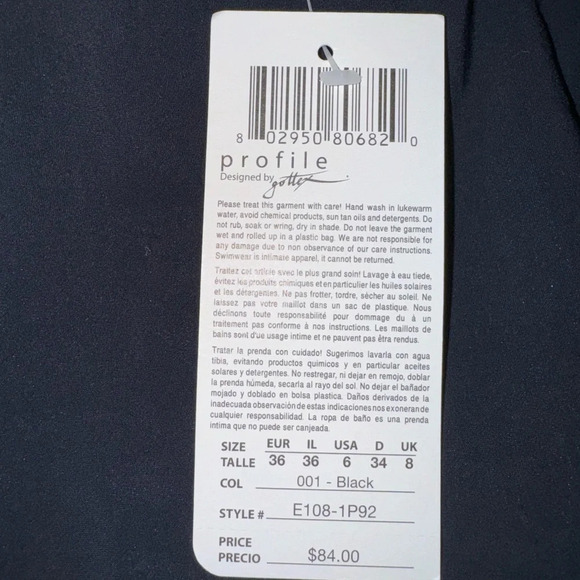 8 02950 80682 0
profile
Designed by gottex
Please treat this garment with care! Hand wash in lukewarm
water, avoid chemical products, sun tan oils and detergents. Do
not rub, soak or wring, dry in shade. Do not leave the garment
wet and rolled up in a plastic bag. We are not responsible for
any damage due to non observance of our care instructions.
Swimwear is intimate apparel, it cannot be returned.
Traitez cet article avec le plus grand soin! Lavage à eau tiede,
évitez les produits chimiques et en particulier les huiles solaires
et les détergentes. Ne pas frotter, tordre, sécher au soleil. Ne
laissez pas votre maillot dans un sac de plastique. Nous
déclinons toute responsibilité pour dommage du à un
traitement pas conforme à nos instructions. Les maillots de
bains sont d'ue usage intime et ne pauvent pas être rendus.
Tratar la prenda con cuidado! Sugerimos lavarla con agua
tibia, evitando productos quimicos y en particular aceites
solares y detergentes. No restregar, ni dejar en remojo, doblar
la prenda húmeda, secarla al rayo del sol. No dejar el bañador
mojado y doblado en bolsa plastica. Daños derivados de la
inadecuada observación de estas indicaciones nos exoneran de
cualquier responsabilidad. La ropa de baño es una prenda
intima que no puede ser canjeada.
SIZE EUR IL USA D UK
TALLE 36 36 6 34 8
COL 001 - Black
STYLE # E108-1P92
PRICE
PRECIO $84.00